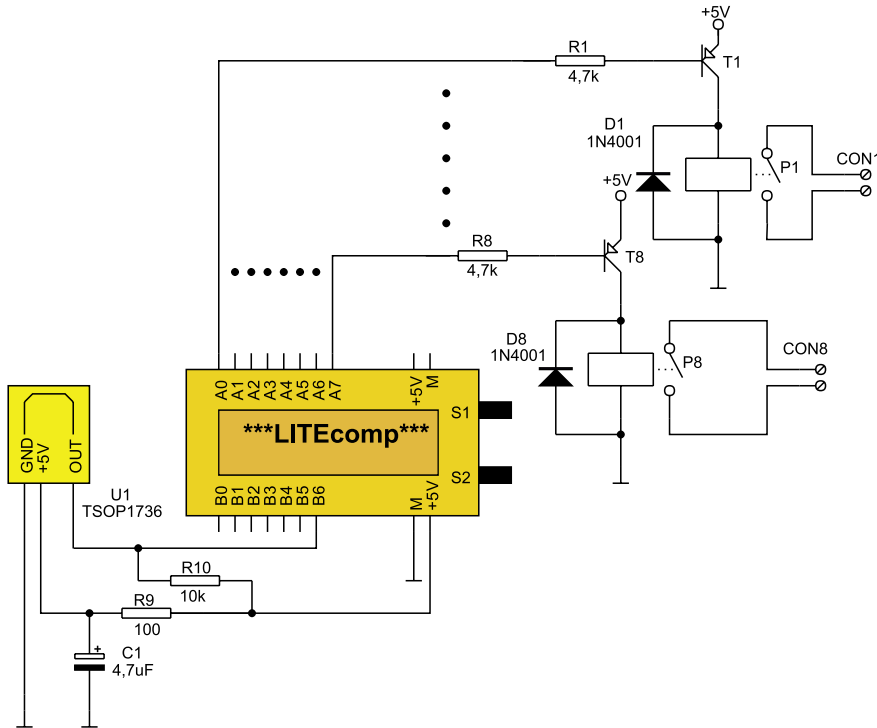 +5V
R1
4,7k
T1
D1
1N4001
P1
CON1
+5V
R8
4,7k
T8
D8
1N4001
P8
CON8
A0 A1 A2 A3 A4 A5 A6 A7 +5V M
***LITEcomp***
S1
S2
B0 B1 B2 B3 B4 B5 B6 M +5V
GND +5V OUT
U1
TSOP1736
R10
10k
R9
100
+
C1
4,7uF